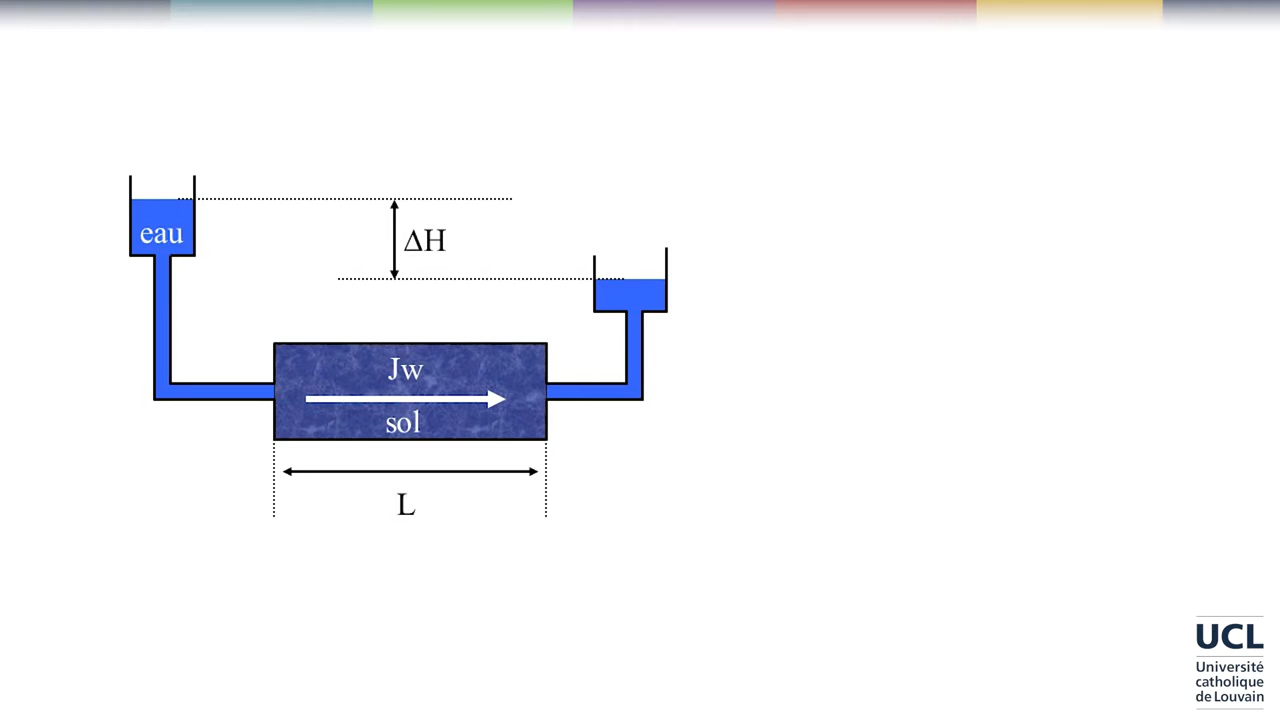 eau
ΔH
Jw
sol
L
UCL
Université
catholique
de Louvain